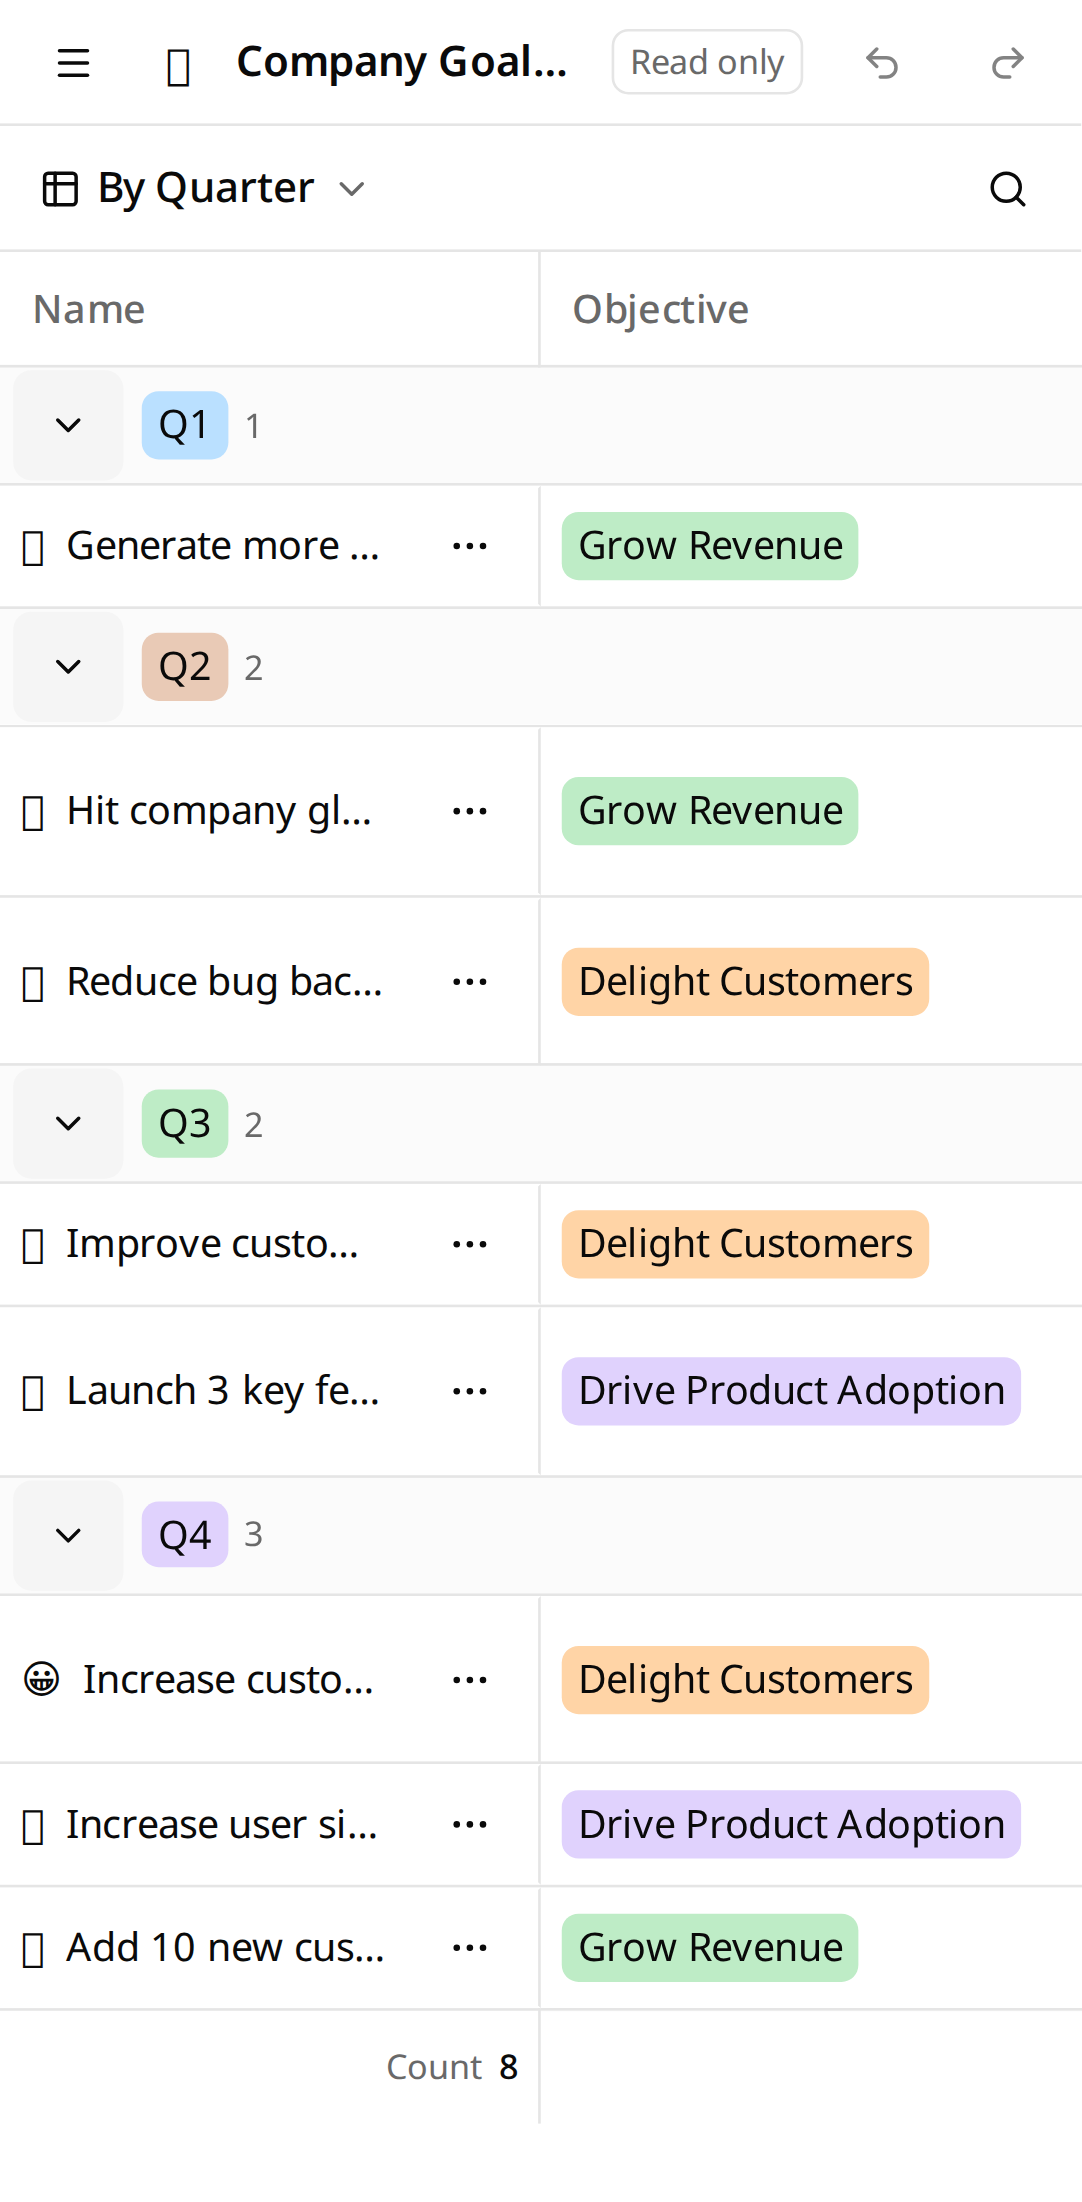 Company Goal... Read only
By Quarter
Name Objective
Q1 1
Generate more ... Grow Revenue
Q2 2
Hit company gl... Grow Revenue
Reduce bug bac... Delight Customers
Q3 2
Improve custo... Delight Customers
Launch 3 key fe... Drive Product Adoption
Q4 3
😀 Increase custo... Delight Customers
Increase user si... Drive Product Adoption
Add 10 new cus... Grow Revenue
Count 8